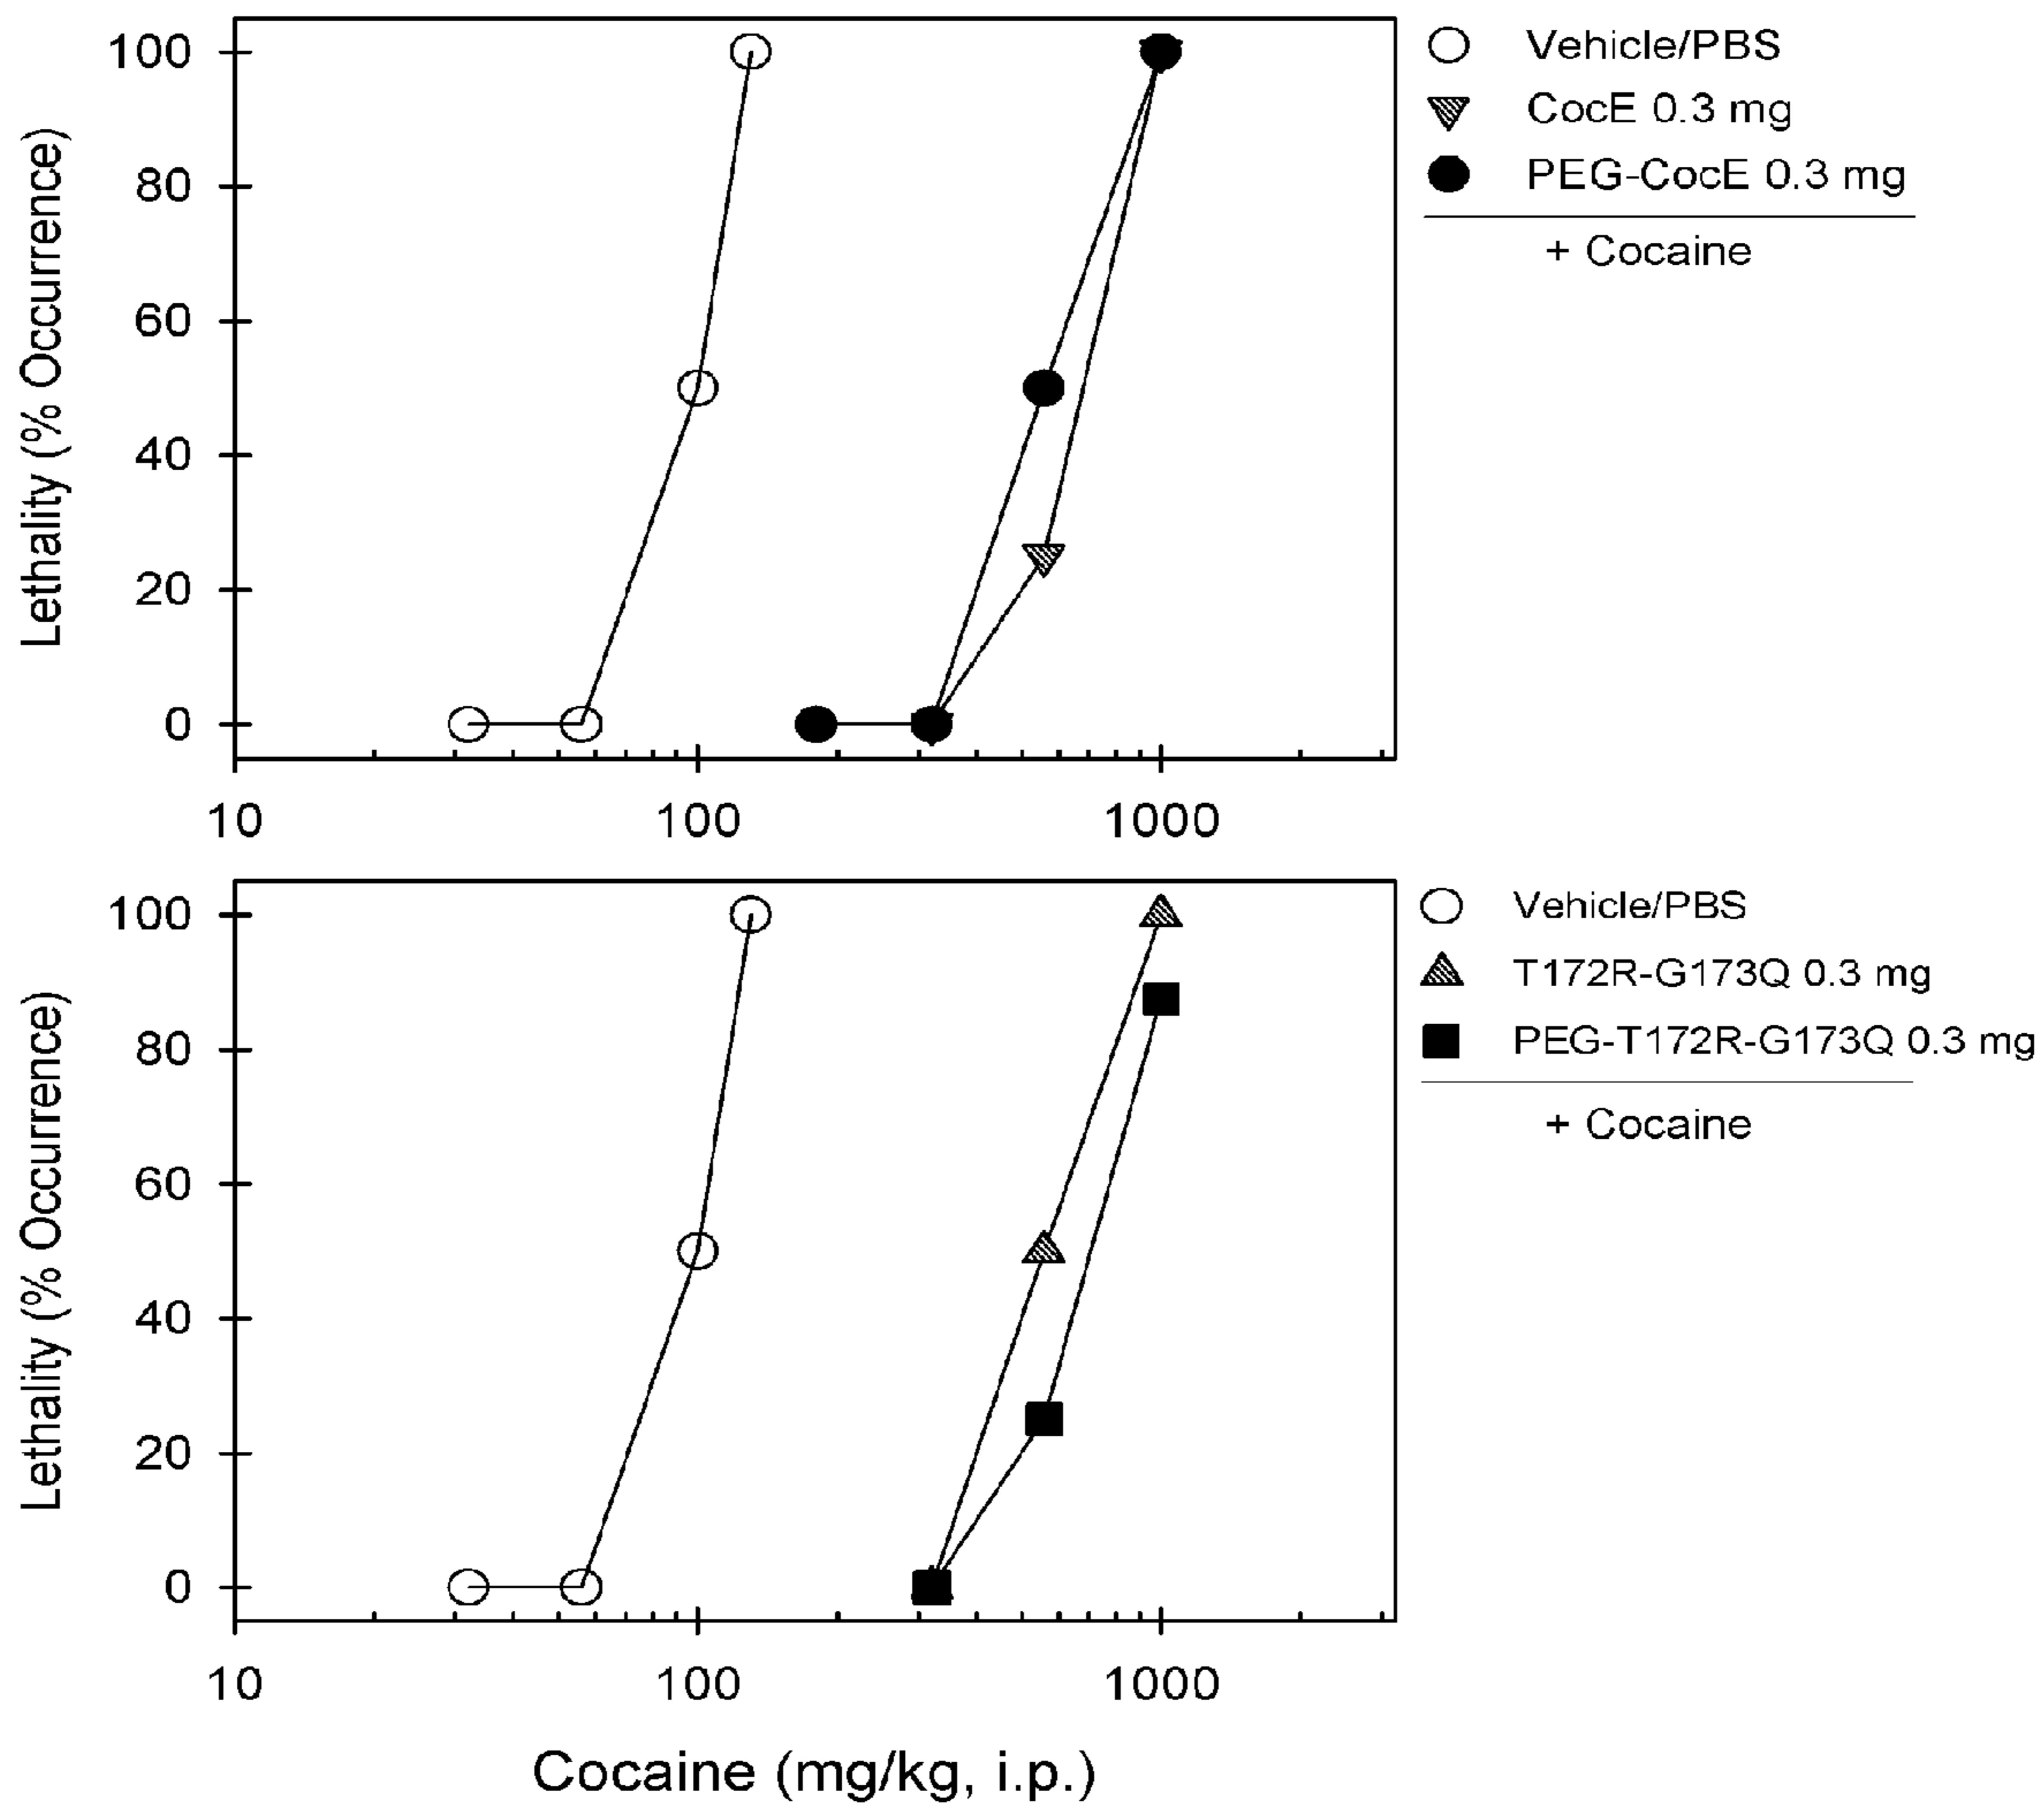 Lethality (% Occurrence)
100
80
60
40
20
0
10
100
1000
Vehicle/PBS
CocE 0.3 mg
PEG-CocE 0.3 mg
+ Cocaine
Lethality (% Occurrence)
100
80
60
40
20
0
10
100
1000
Cocaine (mg/kg, i.p.)
Vehicle/PBS
T172R-G173Q 0.3 mg
PEG-T172R-G173Q 0.3 mg
+ Cocaine